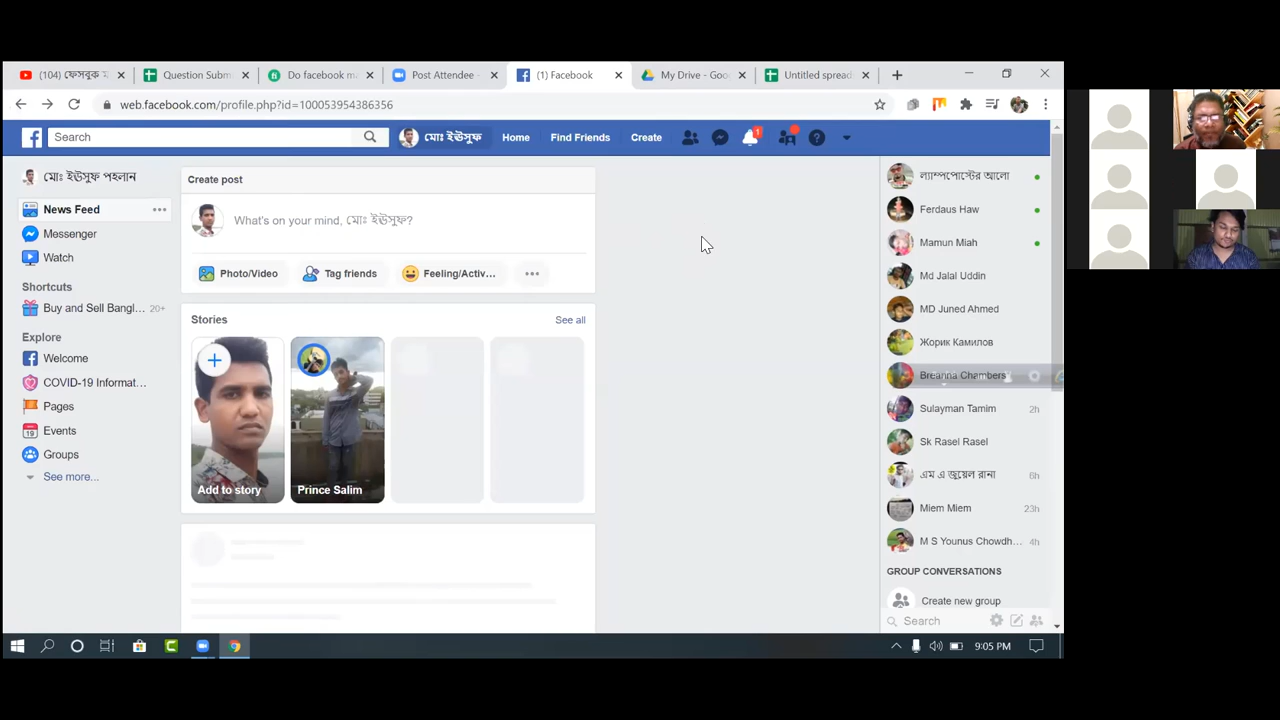 (104) ফেসবুক
Question Subm
Do facebook ma
Post Attendee -
(1) Facebook
My Drive - Goo
Untitled spread
web.facebook.com/profile.php?id=100053954386356
Search
মোঃ ইউসুফ
Home
Find Friends
Create
1
মোঃ ইউসুফ পহলান
News Feed
Messenger
Watch
Shortcuts
Buy and Sell Bangl... 20+
Explore
Welcome
COVID-19 Informat...
Pages
Events
Groups
See more...
Create post
What's on your mind, মোঃ ইউসুফ?
Photo/Video
Tag friends
Feeling/Activ...
Stories
See all
Add to story
Prince Salim
ল্যাম্পপোস্টের আলো
Ferdaus Haw
Mamun Miah
Md Jalal Uddin
MD Juned Ahmed
Жорик Камилов
Breanna Chambers
Sulayman Tamim 2h
Sk Rasel Rasel
এম এ জুয়েল রানা 6h
Miem Miem 23h
M S Younus Chowdh... 4h
GROUP CONVERSATIONS
Create new group
Search
9:05 PM